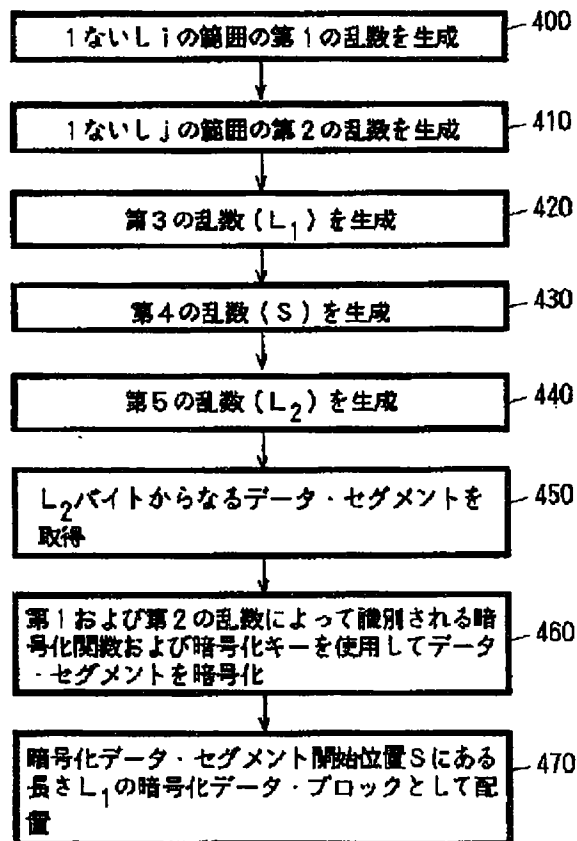 1ないしiの範囲の第1の乱数を生成
400
1ないしjの範囲の第2の乱数を生成
410
第3の乱数(L1)を生成
420
第4の乱数(S)を生成
430
第5の乱数(L2)を生成
440
L2バイトからなるデータ・セグメントを
取得
450
第1および第2の乱数によって識別される暗
号化関数および暗号化キーを使用してデータ
・セグメントを暗号化
460
暗号化データ・セグメント開始位置Sにある
長さL1の暗号化データ・ブロックとして配
置
470